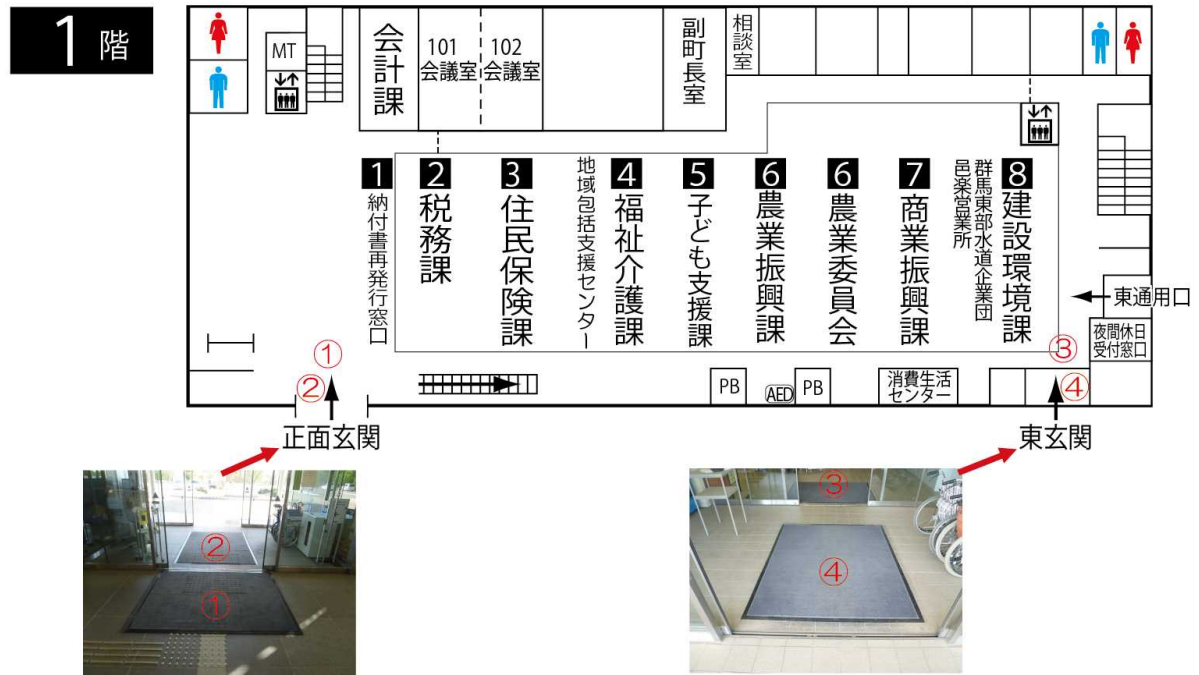 1 階
MT
会計課
101
会議室
102
会議室
副町長室
相談室
1 納付書再発行窓口
2 税務課
3 住民保険課
地域包括支援センター
4 福祉介護課
5 子ども支援課
6 農業振興課
6 農業委員会
7 商業振興課
群馬東部水道企業団
邑楽営業所
8 建設環境課
東通用口
夜間休日
受付窓口
①
②
③
④
PB
AED
PB
消費生活
センター
正面玄関
東玄関
②
①
③
④